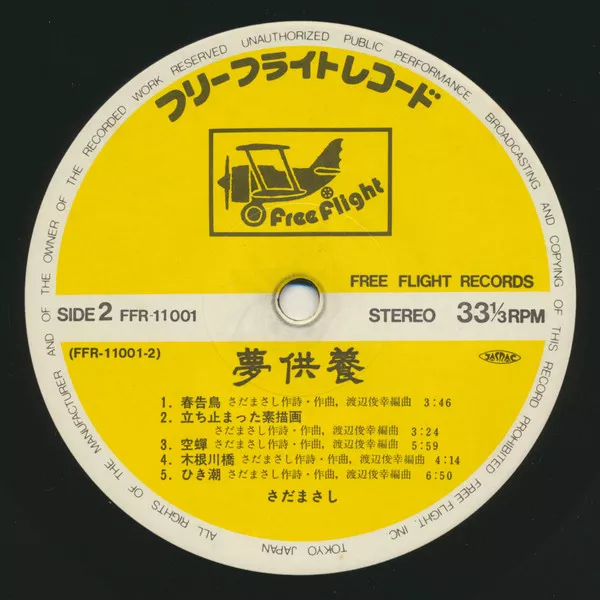 ALL RIGHTS OF THE MANUFACTURER AND OF THE OWNER OF THE RECORDED WORK RESERVED UNAUTHORIZED PUBLIC PERFORMANCE BROADCASTING AND COPYING OF THIS RECORD PROHIBITED FREE FLIGHT, INC TOKYO JAPAN
フリーフライトレコード
Free Flight
FREE FLIGHT RECORDS
SIDE 2 FFR-11001 STEREO 33 1/3 RPM
(FFR-11001-2) JASRAC
夢供養
1. 春告鳥 さだまさし作詩・作曲, 渡辺俊幸編曲 3:46
2. 立ち止まった素描画
さだまさし作詩・作曲, 渡辺俊幸編曲 3:24
3. 空蟬 さだまさし作詩・作曲, 渡辺俊幸編曲 5:59
4. 木根川橋 さだまさし作詩・作曲, 渡辺俊幸編曲 4:14
5. ひき潮 さだまさし作詩・作曲, 渡辺俊幸編曲 6:50
さだまさし